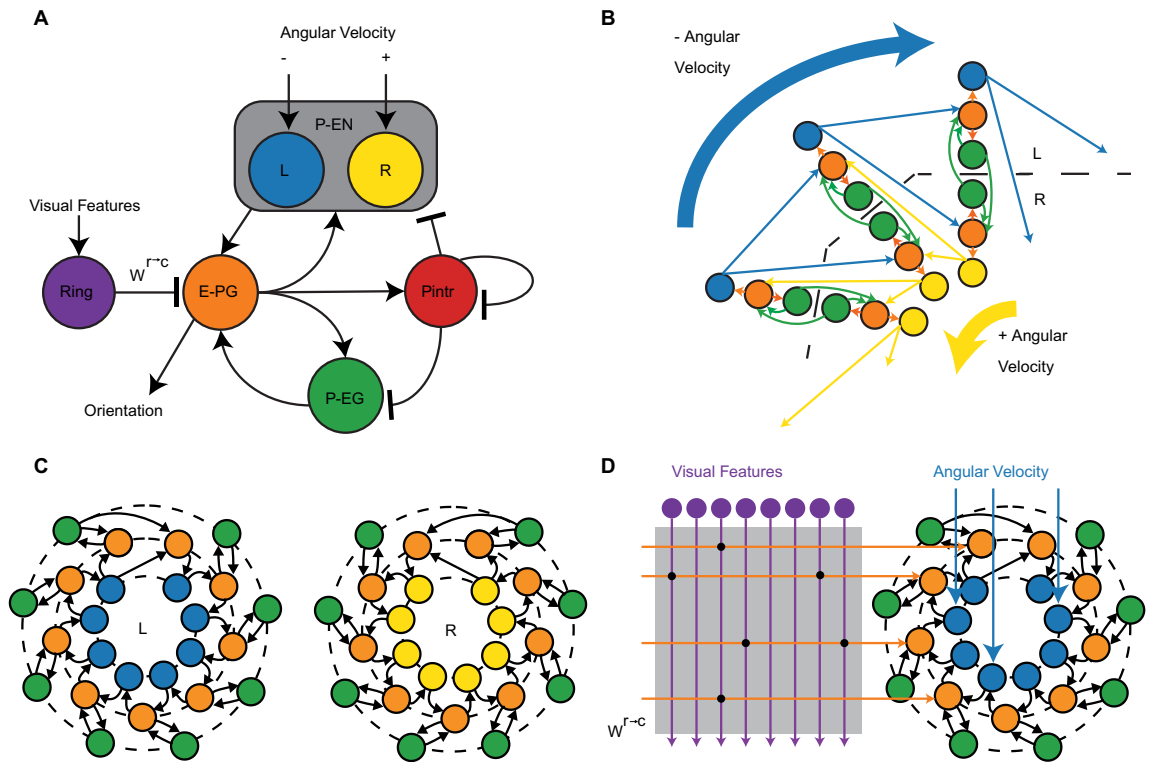 A
Angular Velocity
-
+
P-EN
L
R
Visual Features
W r→c
Ring
E-PG
Pintr
P-EG
Orientation
B
- Angular
Velocity
L
R
+ Angular
Velocity
C
L
R
D
Visual Features
Angular Velocity
W r→c